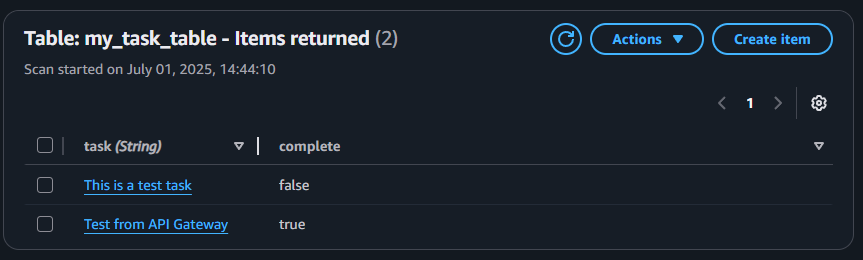 Table: my_task_table - Items returned (2)
Actions
Create item
Scan started on July 01, 2025, 14:44:10
1
task (String)
complete
This is a test task
false
Test from API Gateway
true